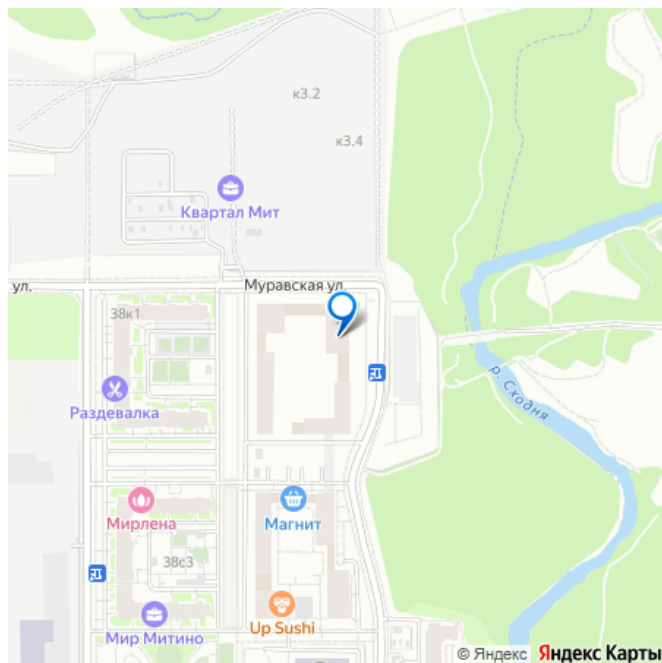 к3.2
к3.4
Квартал Мит
ул.
Муравская ул.
38к1
р. Сходня
Раздевалка
Мирлена
Магнит
38с3
Мир Митино
Up Sushi
© Яндекс Яндекс Карты